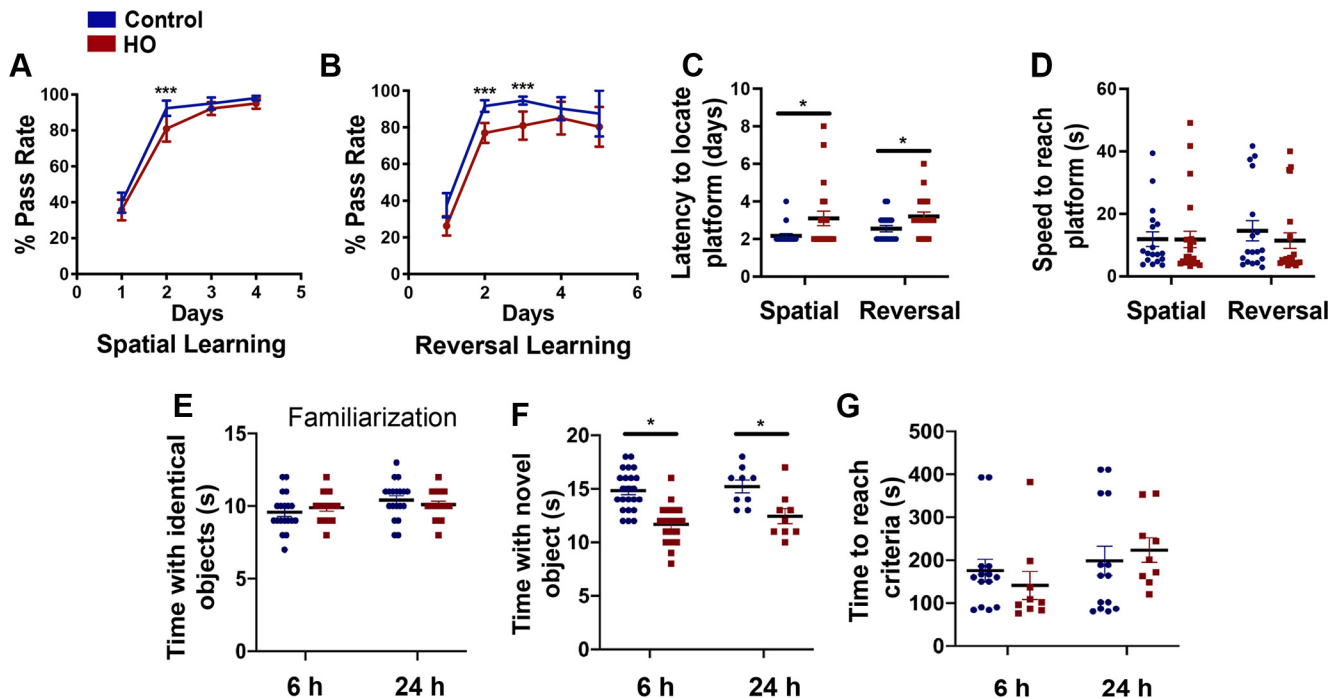 Control
HO
A
% Pass Rate
100
80
60
40
20
0
***
0
1
2
3
4
5
Days
Spatial Learning
B
% Pass Rate
100
80
60
40
20
0
***
***
0
2
4
6
Days
Reversal Learning
C
Latency to locate
platform (days)
10
8
6
4
2
0
*
*
Spatial
Reversal
D
Speed to reach
platform (s)
60
40
20
0
Spatial
Reversal
E
Familiarization
Time with identical
objects (s)
15
10
5
0
6 h
24 h
F
Time with novel
object (s)
20
15
10
5
0
*
*
6 h
24 h
G
Time to reach
criteria (s)
500
400
300
200
100
0
6 h
24 h